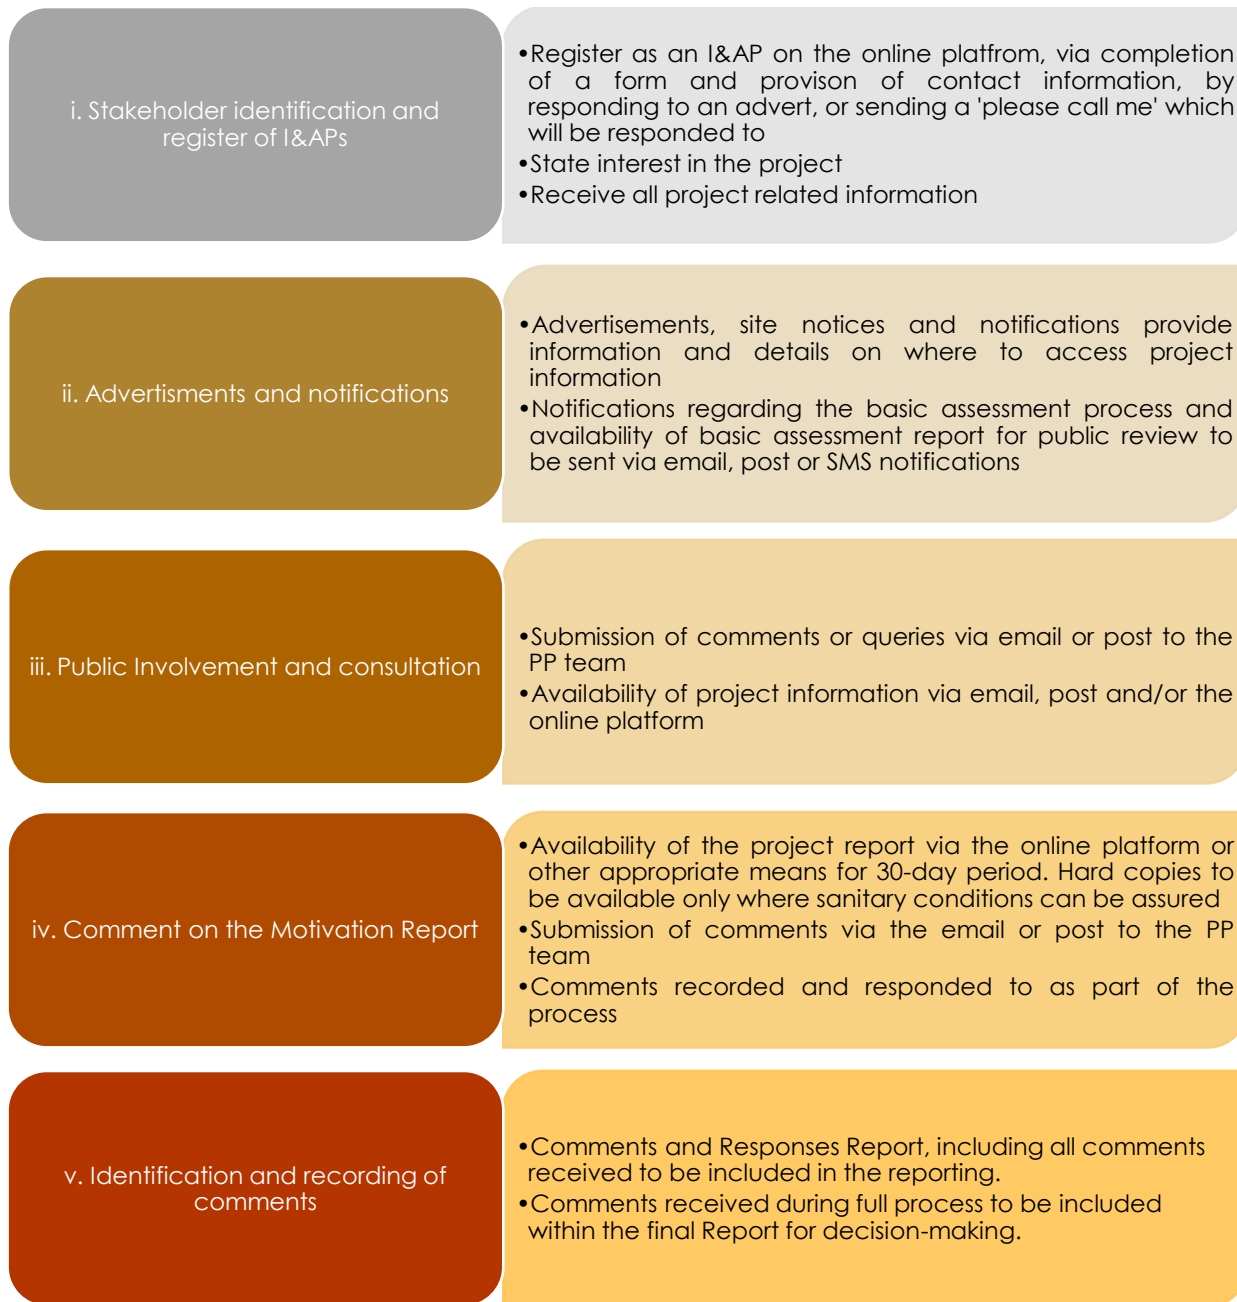 i. Stakeholder identification and
register of I&APs
•Register as an I&AP on the online platfrom, via completion
of a form and provison of contact information, by
responding to an advert, or sending a 'please call me' which
will be responded to
•State interest in the project
•Receive all project related information
ii. Advertisments and notifications
•Advertisements, site notices and notifications provide
information and details on where to access project
information
•Notifications regarding the basic assessment process and
availability of basic assessment report for public review to
be sent via email, post or SMS notifications
iii. Public Involvement and consultation
•Submission of comments or queries via email or post to the
PP team
•Availability of project information via email, post and/or the
online platform
iv. Comment on the Motivation Report
•Availability of the project report via the online platform or
other appropriate means for 30-day period. Hard copies to
be available only where sanitary conditions can be assured
•Submission of comments via the email or post to the PP
team
•Comments recorded and responded to as part of the
process
v. Identification and recording of
comments
•Comments and Responses Report, including all comments
received to be included in the reporting.
•Comments received during full process to be included
within the final Report for decision-making.